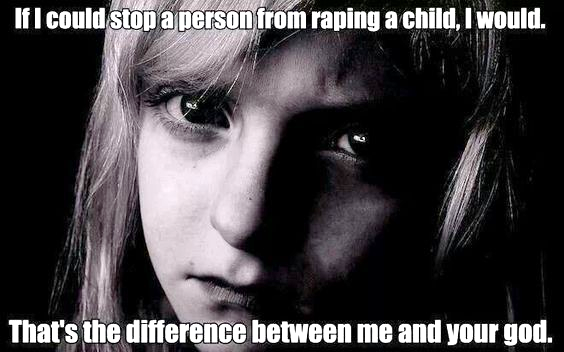 If I could stop a person from raping a child, I would.
That's the difference between me and your god.